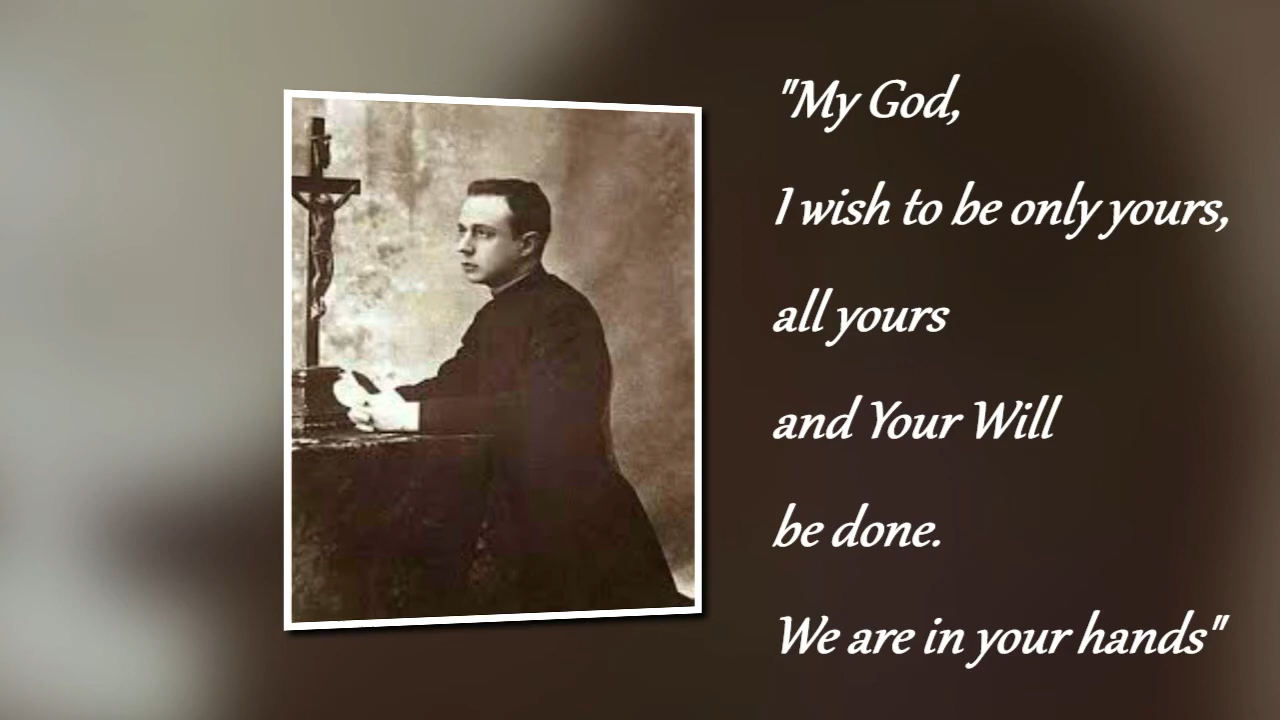 "My God,
I wish to be only yours,
all yours
and Your Will
be done.
We are in your hands"